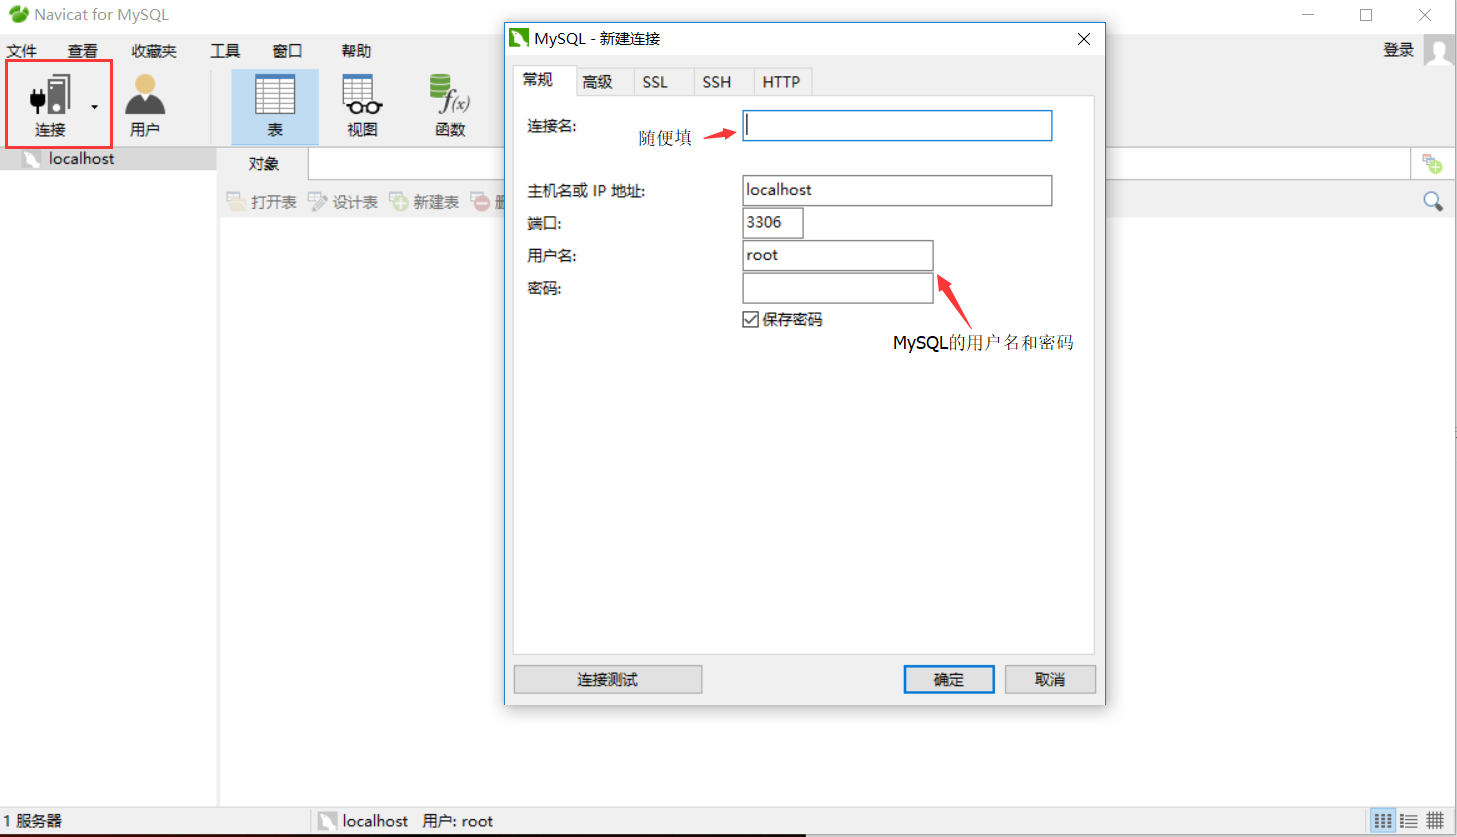 Navicat for MySQL
文件 查看 收藏夹 工具 窗口 帮助
登录
连接 用户 表 视图 函数
f(x)
localhost
对象
打开表 设计表 新建表
MySQL - 新建连接
常规 高级 SSL SSH HTTP
连接名:
随便填
主机名或 IP 地址: localhost
端口: 3306
用户名: root
密码:
保存密码
MySQL的用户名和密码
连接测试 确定 取消
1 服务器 localhost 用户: root